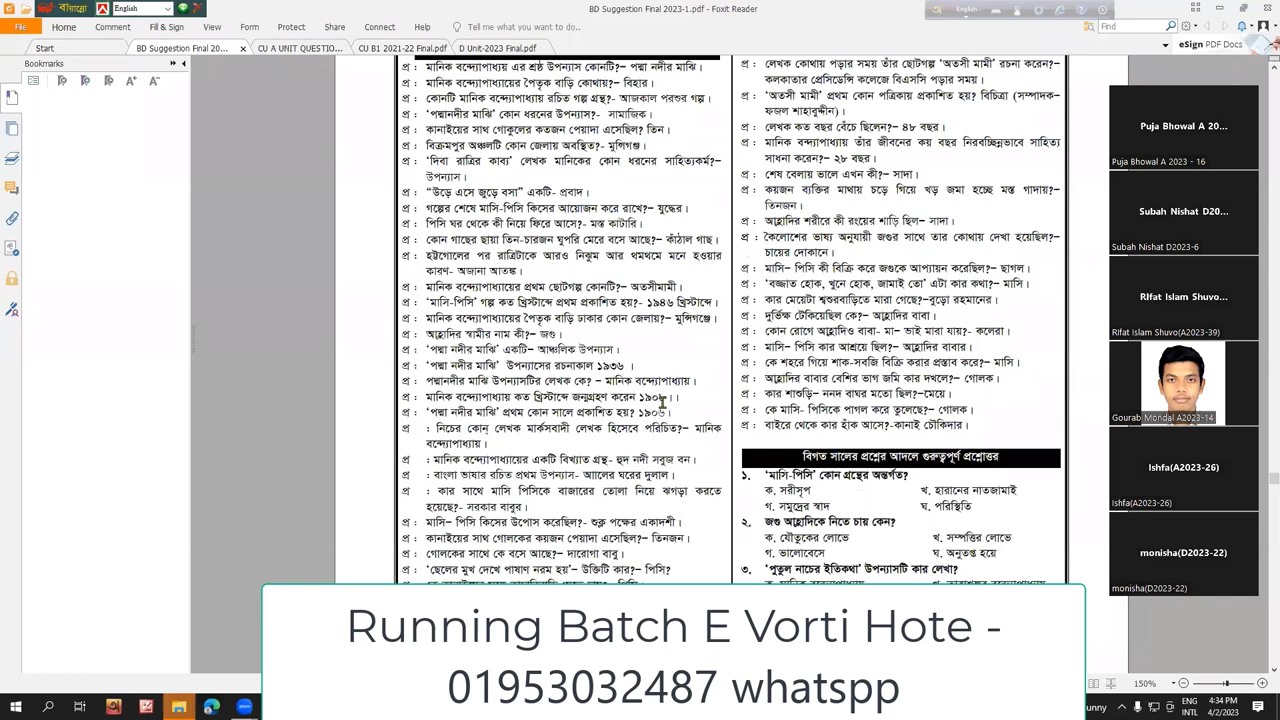 বায়ান্নো
English
BD Suggestion Final 2023-1.pdf - Foxit Reader
English-
File
Home
Comment
View
Form
Protect
Share
Connect
Help
Tell me what you want to do...
Find
Start
BD Suggestion Final 20...
CU A UNIT QUESTIO...
CU B1 2021-22 Final.pdf
D Unit-2023 Final.pdf
eSign PDF Docs
Bookmarks
প্র : মানিক বন্দ্যোপাধ্যায় এর শ্রেষ্ঠ উপন্যাস কোনটি?– পদ্মা নদীর মাঝি।
প্র : মানিক বন্দ্যোপাধ্যায়ের পৈতৃক বাড়ি কোথায়?– বিহার।
প্র : কোনটি মানিক বন্দ্যোপাধ্যায় রচিত গল্প গ্রন্থ?- আজকাল পরশুর গল্প।
প্র : ‘পদ্মানদীর মাঝি’ কোন ধরনের উপন্যাস?- সামাজিক।
প্র : কানাইয়ের সাথ গোকুলের কতজন পেয়াদা এসেছিল? তিন।
প্র : বিক্রমপুর অঞ্চলটি কোন জেলায় অবস্থিত?- মুন্সিগঞ্জ।
প্র : ‘দিবা রাত্রির কাব্য’ লেখক মানিকের কোন ধরনের সাহিত্যকর্ম?–
উপন্যাস।
প্র : “উড়ে এসে জুড়ে বসা” একটি- প্রবাদ।
প্র : গল্পের শেষে মাসি-পিসি কিসের আয়োজন করে রাখে?– যুদ্ধের।
প্র : পিসি ঘর থেকে কী নিয়ে ফিরে আসে?- মস্ত কাটারি।
প্র : কোন গাছের ছায়া তিন-চারজন ঘুপরি মেরে বসে আছে?– কাঁঠাল গাছ।
প্র : হট্টগোলের পর রাত্রিটাকে আরও নিঝুম আর থমথমে মনে হওয়ার
কারণ- অজানা আতঙ্ক।
প্র : মানিক বন্দ্যোপাধ্যায়ের প্রথম ছোটগল্প কোনটি?– অতসীমামী।
প্র : ‘মাসি-পিসি’ গল্প কত খ্রিস্টাব্দে প্রথম প্রকাশিত হয়?- ১৯৪৬ খ্রিস্টাব্দে।
প্র : মানিক বন্দ্যোপাধ্যায়ের পৈতৃক বাড়ি ঢাকার কোন জেলায়?– মুন্সিগঞ্জে।
প্র : আহ্লাদির স্বামীর নাম কী?– জগু।
প্র : ‘পদ্মা নদীর মাঝি’ একটি– আঞ্চলিক উপন্যাস।
প্র : ‘পদ্মা নদীর মাঝি’ উপন্যাসের রচনাকাল ১৯৩৬ ।
প্র : পদ্মানদীর মাঝি উপন্যাসটির লেখক কে? – মানিক বন্দ্যোপাধ্যায়।
প্র : মানিক বন্দ্যোপাধ্যায় কত খ্রিস্টাব্দে জন্মগ্রহণ করেন ১৯০৮।।
প্র : ‘পদ্মা নদীর মাঝি’ প্রথম কোন সালে প্রকাশিত হয়? ১৯০৬।
প্র : নিচের কোন্ লেখক মার্কসবাদী লেখক হিসেবে পরিচিত?– মানিক
বন্দ্যোপাধ্যায়।
প্র : মানিক বন্দ্যোপাধ্যায়ের একটি বিখ্যাত গ্রন্থ- হুদ নদী সবুজ বন।
প্র : বাংলা ভাষার রচিত প্রথম উপন্যাস- আালের ঘরের দুলাল।
প্র : কার সাথে মাসি পিসিকে বাজারের তোলা নিয়ে ঝগড়া করতে
হয়েছে?- সরকার বাবুর।
প্র : মাসি– পিসি কিসের উপোস করেছিল?- শুক্ল পক্ষের একাদশী।
প্র : কানাইয়ের সাথে গোলকের কয়জন পেয়াদা এসেছিল?– তিনজন।
প্র : গোলকের সাথে কে বসে আছে?– দারোগা বাবু।
প্র : ‘ছেলের মুখ দেখে পাষাণ নরম হয়’– উক্তিটি কার?– পিসি?
প্র : লেখক কোথায় পড়ার সময় তাঁর ছোটগল্প ‘অতসী মামী’ রচনা করেন?–
কলকাতার প্রেসিডেন্সি কলেজে বিএসসি পড়ার সময়।
প্র : ‘অতসী মামী’ প্রথম কোন পত্রিকায় প্রকাশিত হয়? বিচিত্রা (সম্পাদক–
ফজল শাহাবুদ্দীন)।
প্র : লেখক কত বছর বেঁচে ছিলেন?– ৪৮ বছর।
প্র : মানিক বন্দ্যপাধ্যায় তাঁর জীবনের কয় বছর নিরবচ্ছিন্নভাবে সাহিত্য
সাধনা করেন?– ২৮ বছর।
প্র : শেষ বেলায় ভালে এখন কী?– সাদা।
প্র : কয়জন ব্যক্তির মাথায় চড়ে গিয়ে খড় জমা হচ্ছে মস্ত গাদায়?–
তিনজন।
প্র : আহ্লাদির শরীরে কী রংয়ের শাড়ি ছিল– সাদা।
প্র : কৈলোশের ভাষ্য অনুযায়ী জগুর সাথে তার কোথায় দেখা হয়েছিল?–
চায়ের দোকানে।
প্র : মাসি– পিসি কী বিক্রি করে জগুকে আপ্যায়ন করেছিল?– ছাগল।
প্র : ‘বজ্জাত হোক, খুনে হোক, জামাই তো’ এটা কার কথা?– মাসি।
প্র : কার মেয়েটা শ্বশুরবাড়িতে মারা গেছে?–বুড়ো রহমানের।
প্র : দুর্ভিক্ষ টেকিয়েছিল কে?– আহ্লাদির বাবা।
প্র : কোন রোগে আহ্লাদিও বাবা- মা– ভাই মারা যায়?– কলেরা।
প্র : মাসি– পিসি কার আশ্রয়ে ছিল?– আহ্লাদির বাবার।
প্র : কে শহরে গিয়ে শাক-সবজি বিক্রি করার প্রস্তাব করে?– মাসি।
প্র : আহ্লাদির বাবার বেশির ভাগ জমি কার দখলে?– গোলক।
প্র : কার শাশুড়ি– ননদ বাঘর মতো ছিল?–মেয়ে।
প্র : কে মাসি- পিসিকে পাগল করে তুলেছে?– গোলক।
প্র : বাইরে থেকে কার হাঁক আসে?-কানাই চৌকিদার।
বিগত সালের প্রশ্নের আদলে গুরুত্বপূর্ণ প্রশ্নোত্তর
১. ‘মাসি-পিসি’ কোন গ্রন্থের অন্তর্গত?
ক. সরীসৃপ খ. হারানের নাতজামাই
গ. সমুদ্রের স্বাদ ঘ. পরিস্থিতি
২. জগু আহ্লাদিকে নিতে চায় কেন?
ক. যৌতুকের লোভে খ. সম্পত্তির লোভে
গ. ভালোবেসে ঘ. অনুতপ্ত হয়ে
৩. ‘পুতুল নাচের ইতিকথা’ উপন্যাসটি কার লেখা?
Puja Bhowal A 20...
Puja Bhowal A 2023 - 16
Subah Nishat D20...
Subah Nishat D2023-6
RIfat Islam Shuvo...
RIfat Islam Shuvo(A2023-39)
Gourab Mondal A2023-14
Ishfa(A2023-26)
Ishfa(A2023-26)
monisha(D2023-22)
monisha(D2023-22)
Running Batch E Vorti Hote -
01953032487 whatspp
150%
unny
ENG
INTL
4:34 PM
4/2/2023